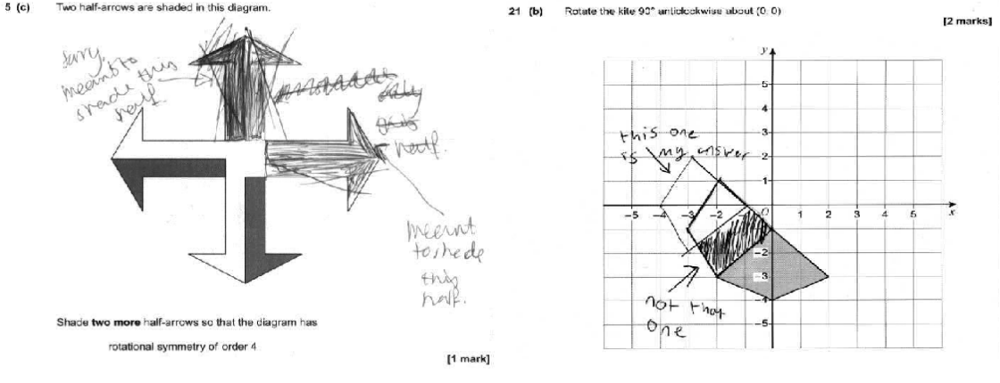 5 (c) Two half-arrows are shaded in this diagram.
Sorry,
meant to
shade this
half.
only
this
half.
meant
to shade
this
half.
Shade two more half-arrows so that the diagram has
rotational symmetry of order 4
[1 mark]
21 (b) Rotate the kite 90° anticlockwise about (0, 0)
[2 marks]
y
5
4
3
this one
is my answer
2
1
-5 -4 -3 -2 0 1 2 3 4 5 x
-2
-3
not that
one
-4
-5